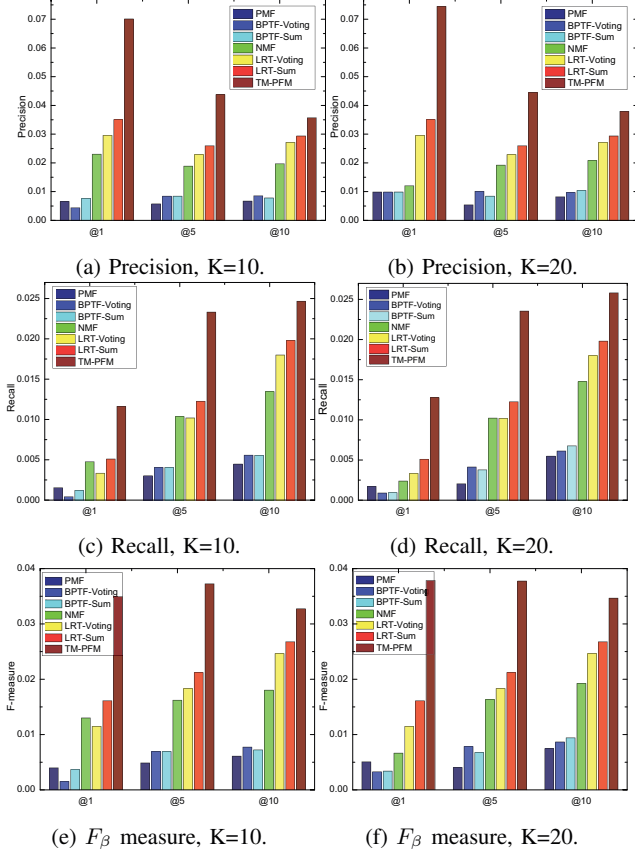 0.07
0.06
0.05
0.04
0.03
0.02
0.01
0.00
Precision
PMF
BPTF-Voting
BPTF-Sum
NMF
LRT-Voting
LRT-Sum
TM-PFM
@1 @5 @10
(a) Precision, K=10.
0.07
0.06
0.05
0.04
0.03
0.02
0.01
0.00
Precision
PMF
BPTF-Voting
BPTF-Sum
NMF
LRT-Voting
LRT-Sum
TM-PFM
@1 @5 @10
(b) Precision, K=20.
0.025
0.020
0.015
0.010
0.005
0.000
Recall
PMF
BPTF-Voting
BPTF-Sum
NMF
LRT-Voting
LRT-Sum
TM-PFM
@1 @5 @10
(c) Recall, K=10.
0.025
0.020
0.015
0.010
0.005
0.000
Recall
PMF
BPTF-Voting
BPTF-Sum
NMF
LRT-Voting
LRT-Sum
TM-PFM
@1 @5 @10
(d) Recall, K=20.
0.04
0.03
0.02
0.01
0.00
F-measure
PMF
BPTF-Voting
BPTF-Sum
NMF
LRT-Voting
LRT-Sum
TM-PFM
@1 @5 @10
(e) Fβ measure, K=10.
0.04
0.03
0.02
0.01
0.00
F-measure
PMF
BPTF-Voting
BPTF-Sum
NMF
LRT-Voting
LRT-Sum
TM-PFM
@1 @5 @10
(f) Fβ measure, K=20.